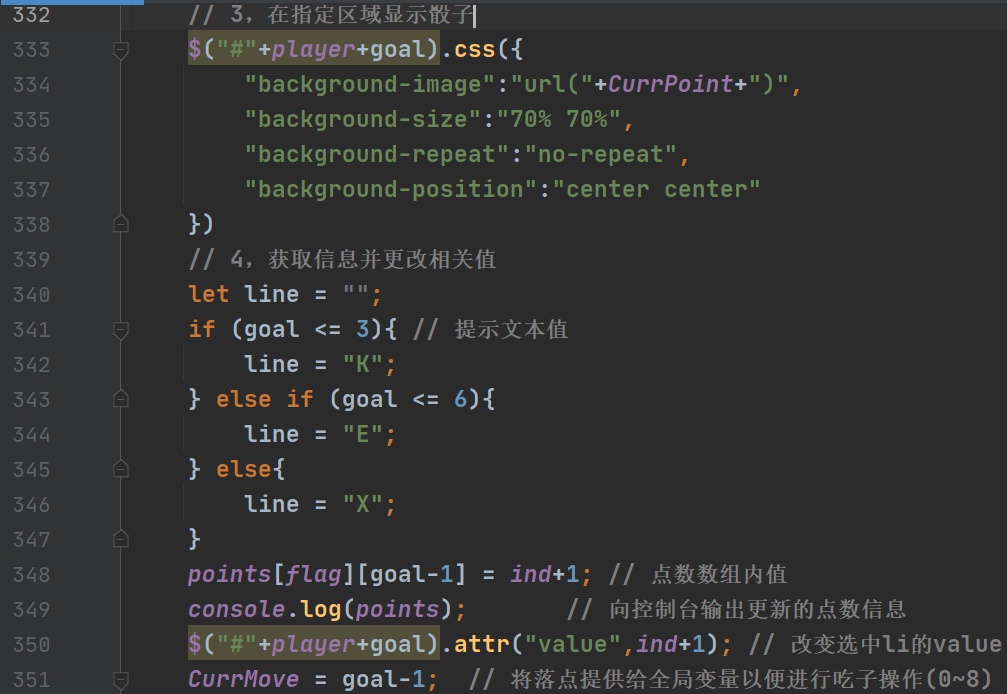 332 // 3，在指定区域显示骰子
333 $("#"+player+goal).css({
334 "background-image":"url("+CurrPoint+")",
335 "background-size":"70% 70%",
336 "background-repeat":"no-repeat",
337 "background-position":"center center"
338 })
339 // 4，获取信息并更改相关值
340 let line = "";
341 if (goal <= 3){ // 提示文本值
342 line = "K";
343 } else if (goal <= 6){
344 line = "E";
345 } else{
346 line = "X";
347 }
348 points[flag][goal-1] = ind+1; // 点数数组内值
349 console.log(points); // 向控制台输出更新的点数信息
350 $("#"+player+goal).attr("value",ind+1); // 改变选中li的value
351 CurrMove = goal-1; // 将落点提供给全局变量以便进行吃子操作(0~8)